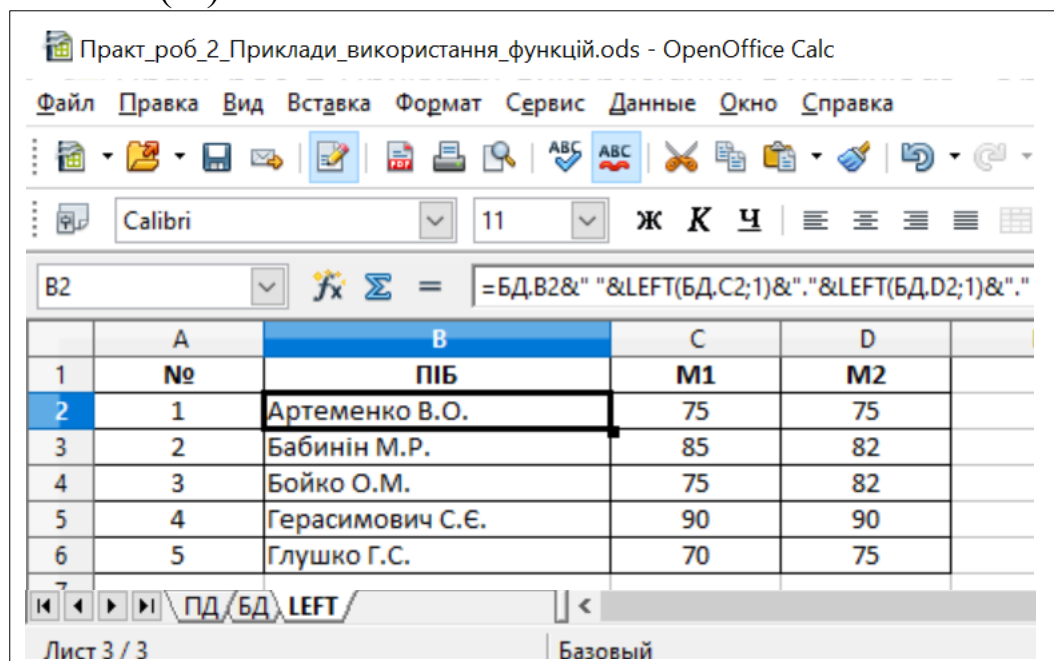 Практ_роб_2_Приклади_використання_функцій.ods - OpenOffice Calc
Файл Правка Вид Вставка Формат Сервис Данные Окно Справка
Calibri 11 Ж К Ч
B2 =БД.B2&" "&LEFT(БД.C2;1)&"."&LEFT(БД.D2;1)&"."
A B C D
1 № ПІБ М1 М2
2 1 Артеменко В.О. 75 75
3 2 Бабинін М.Р. 85 82
4 3 Бойко О.М. 75 82
5 4 Герасимович С.Є. 90 90
6 5 Глушко Г.С. 70 75
ПД БД LEFT
Лист 3 / 3 Базовый